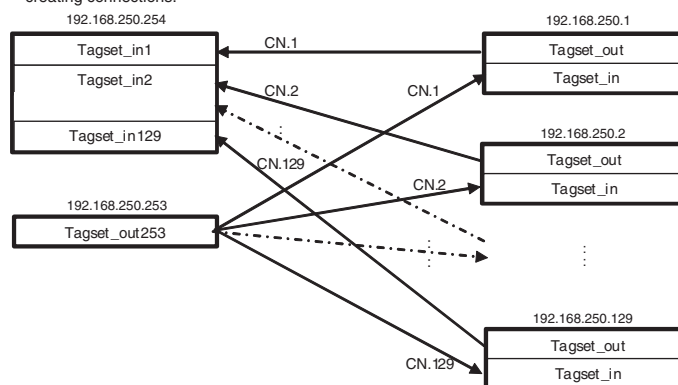 creating connections.
192.168.250.254
Tagset_in1
Tagset_in2
Tagset_in129
192.168.250.253
Tagset_out253
CN.1
CN.2
CN.129
CN.1
CN.2
CN.129
192.168.250.1
Tagset_out
Tagset_in
192.168.250.2
Tagset_out
Tagset_in
192.168.250.129
Tagset_out
Tagset_in